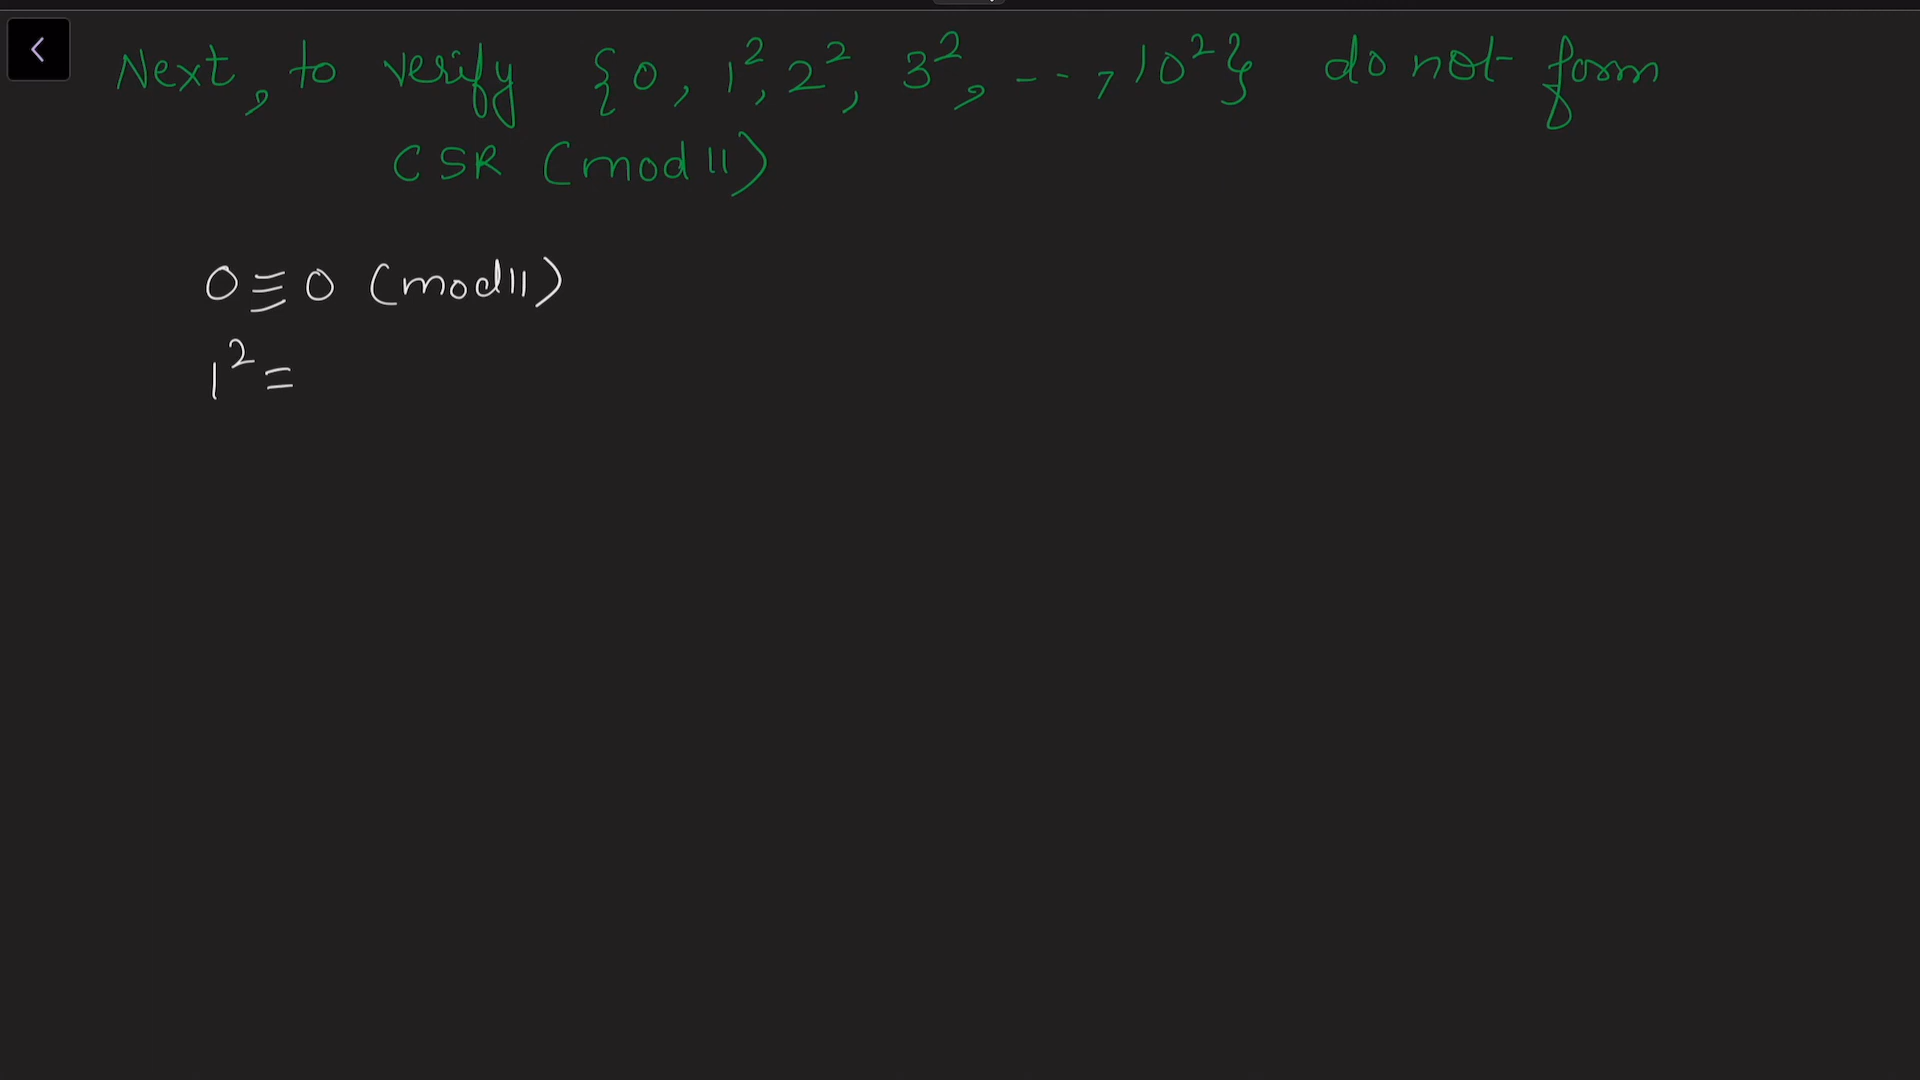 Next, to verify {0, 1², 2², 3², --, 10²} do not form
CSR (mod 11)
0 ≡ 0 (mod 11)
1² =